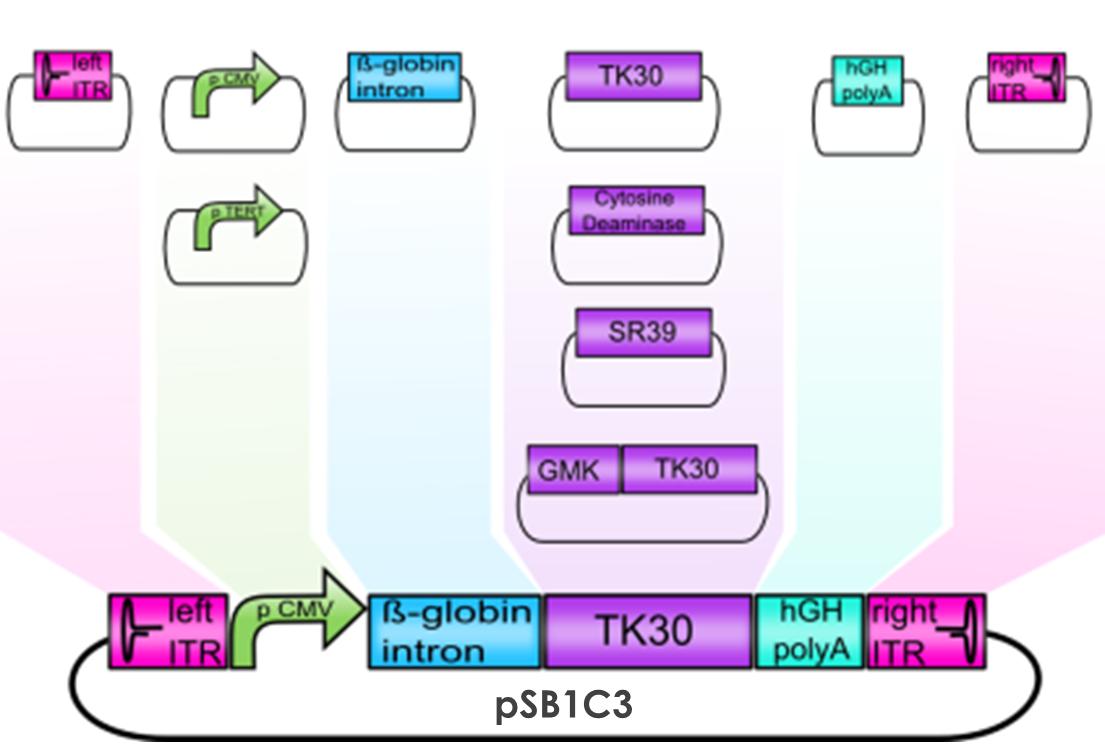 left
ITR
p CMV
ß-globin
intron
TK30
hGH
polyA
right
ITR
p TERT
Cytosine
Deaminase
SR39
GMK TK30
left
ITR
p CMV
ß-globin
intron
TK30
hGH
polyA
right
ITR
pSB1C3